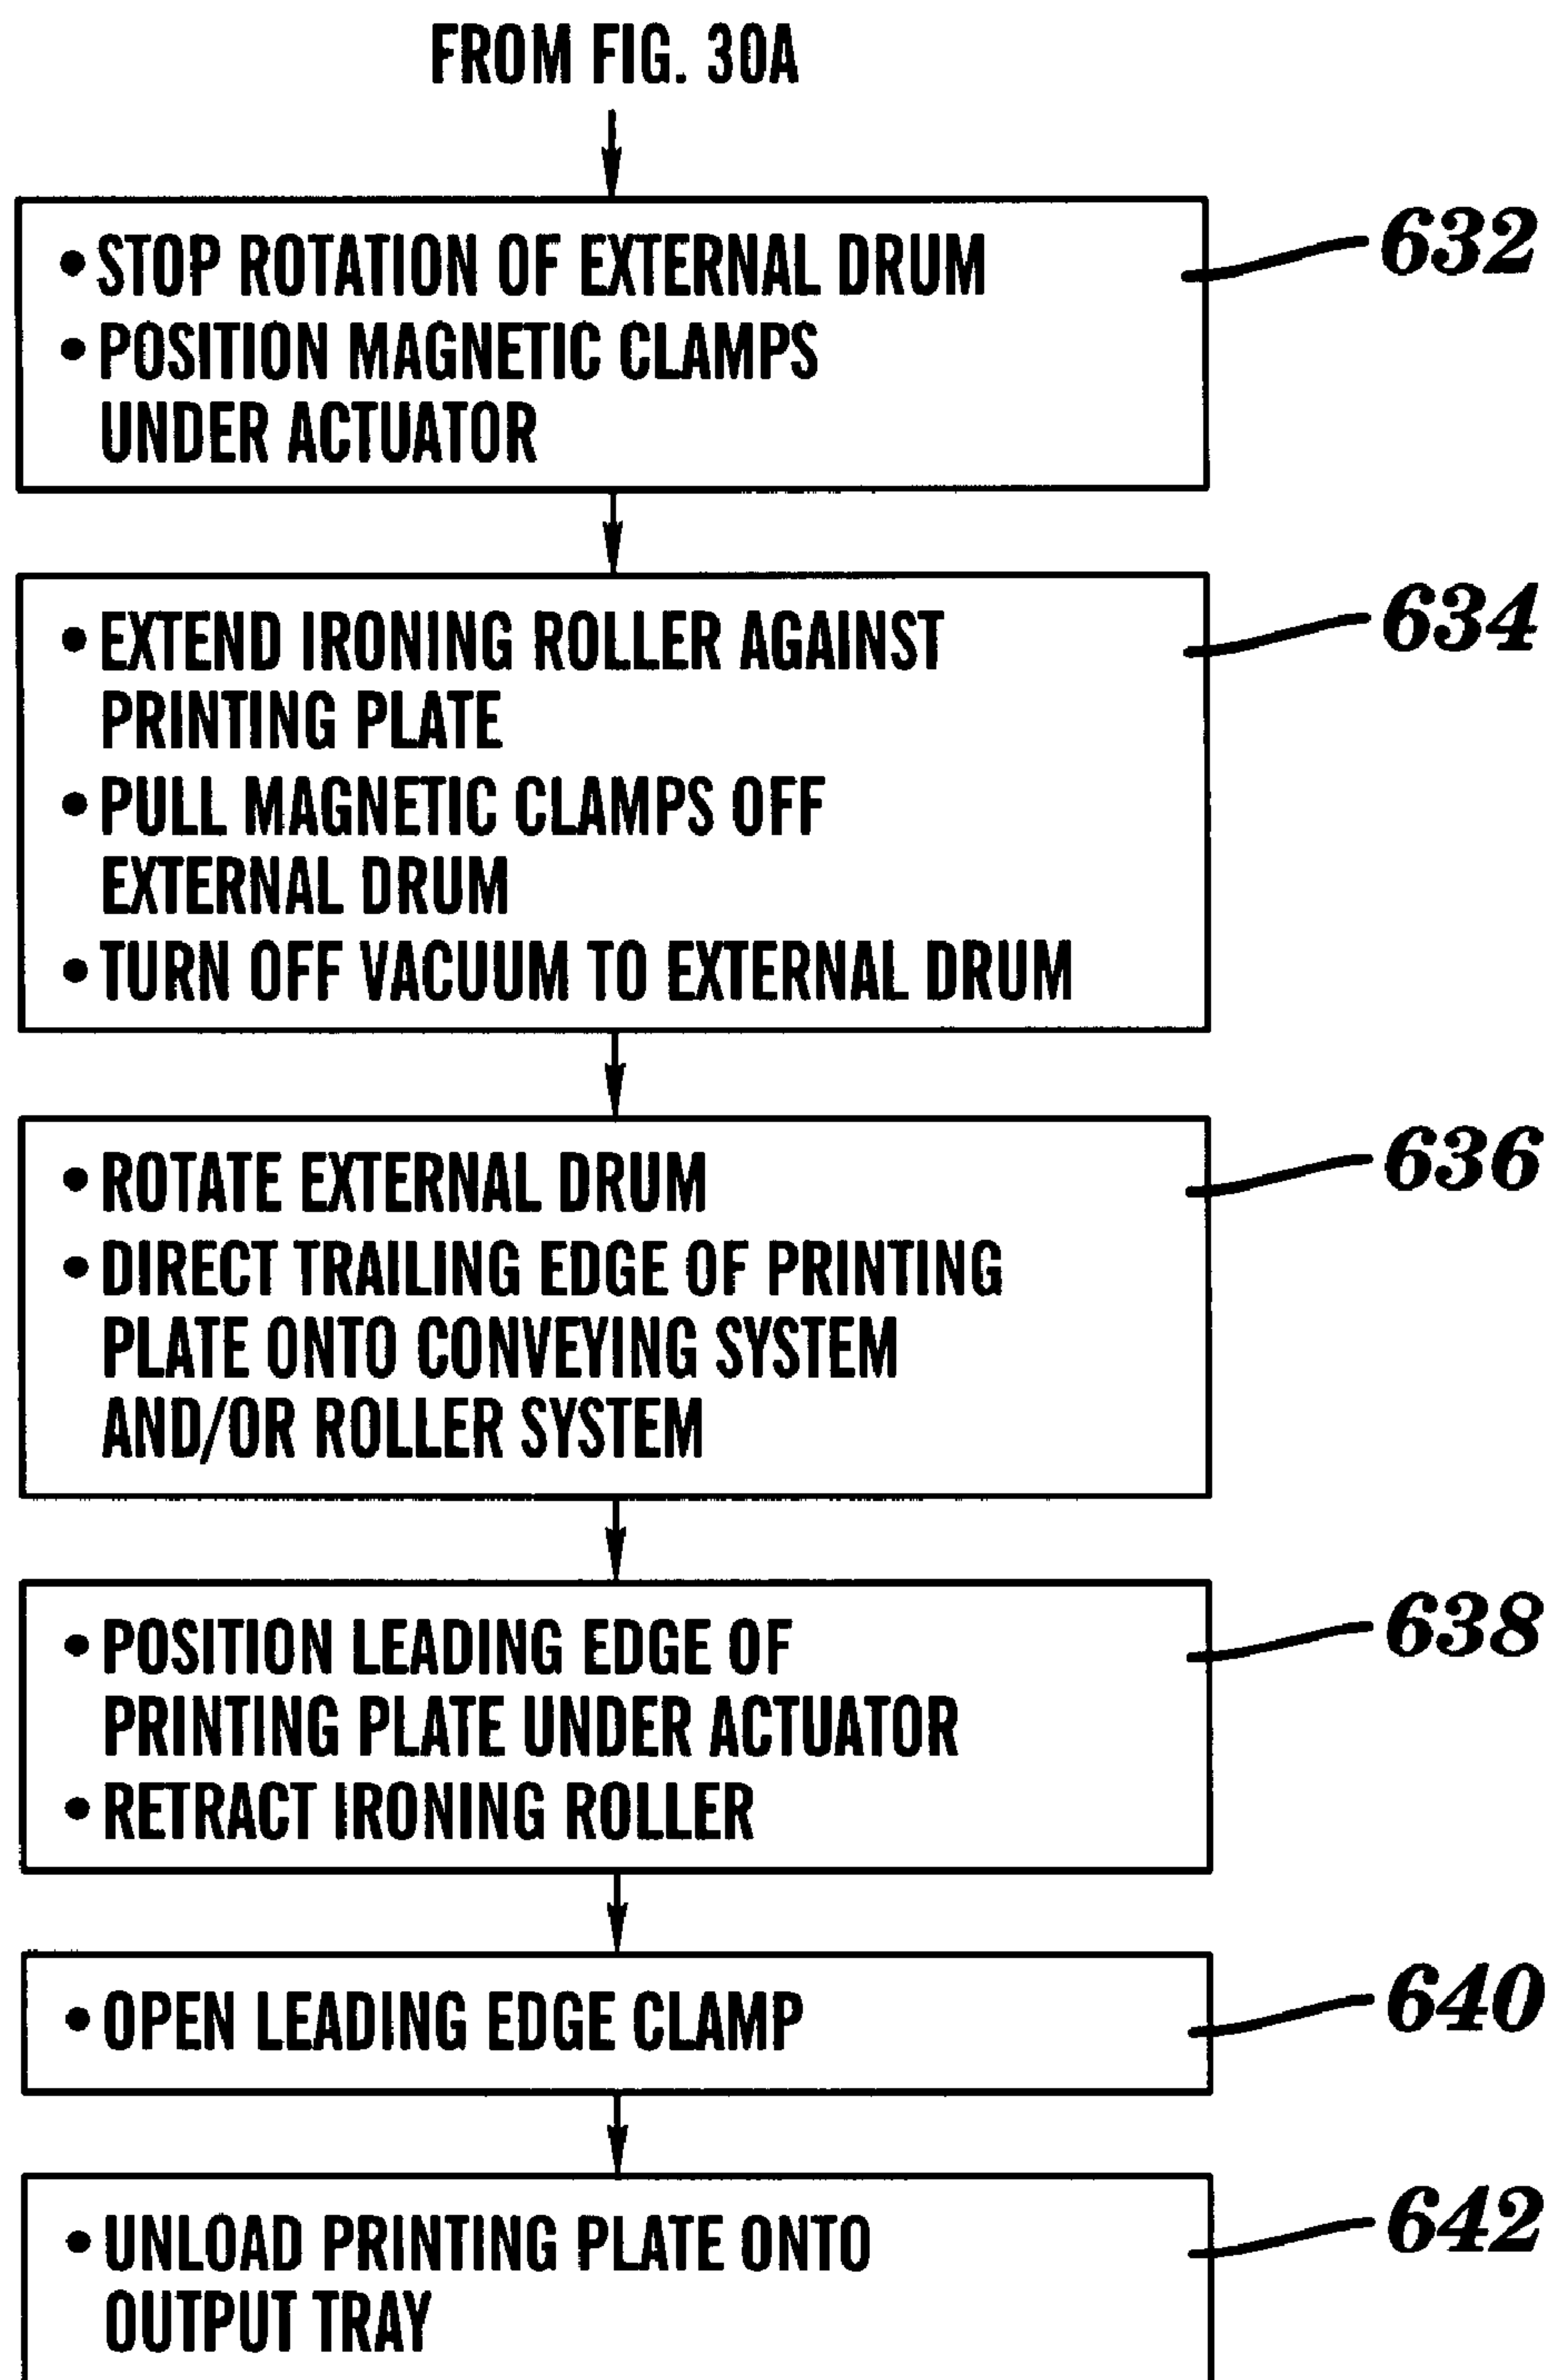 FROM FIG. 30A
• STOP ROTATION OF EXTERNAL DRUM
• POSITION MAGNETIC CLAMPS
UNDER ACTUATOR
632
• EXTEND IRONING ROLLER AGAINST
PRINTING PLATE
• PULL MAGNETIC CLAMPS OFF
EXTERNAL DRUM
• TURN OFF VACUUM TO EXTERNAL DRUM
634
• ROTATE EXTERNAL DRUM
• DIRECT TRAILING EDGE OF PRINTING
PLATE ONTO CONVEYING SYSTEM
AND/OR ROLLER SYSTEM
636
• POSITION LEADING EDGE OF
PRINTING PLATE UNDER ACTUATOR
• RETRACT IRONING ROLLER
638
• OPEN LEADING EDGE CLAMP
640
• UNLOAD PRINTING PLATE ONTO
OUTPUT TRAY
642